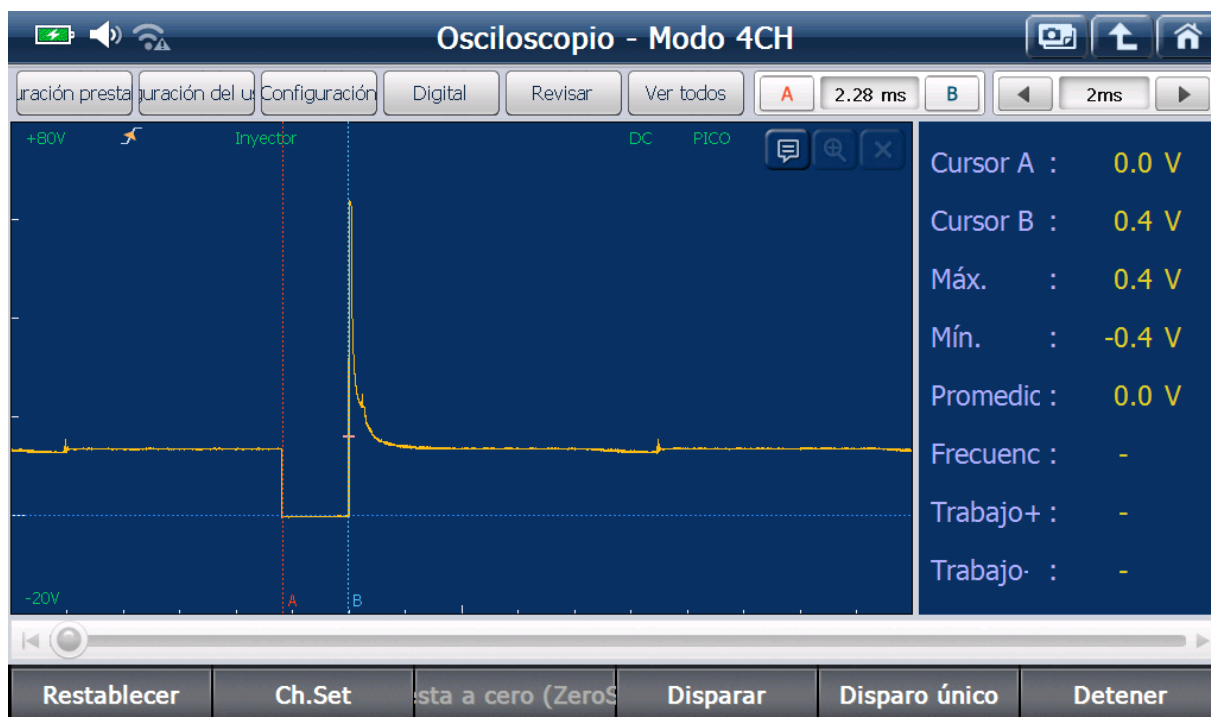 Osciloscopio - Modo 4CH
uración presta guración del us Configuración Digital Revisar Ver todos A 2.28 ms B 2ms
+80V Inyector DC PICO
Cursor A : 0.0 V
Cursor B : 0.4 V
Máx. : 0.4 V
Mín. : -0.4 V
Promedic : 0.0 V
Frecuenc : -
Trabajo+ : -
Trabajo- : -
-20V A B
Restablecer Ch.Set sta a cero (ZeroS Disparar Disparo único Detener